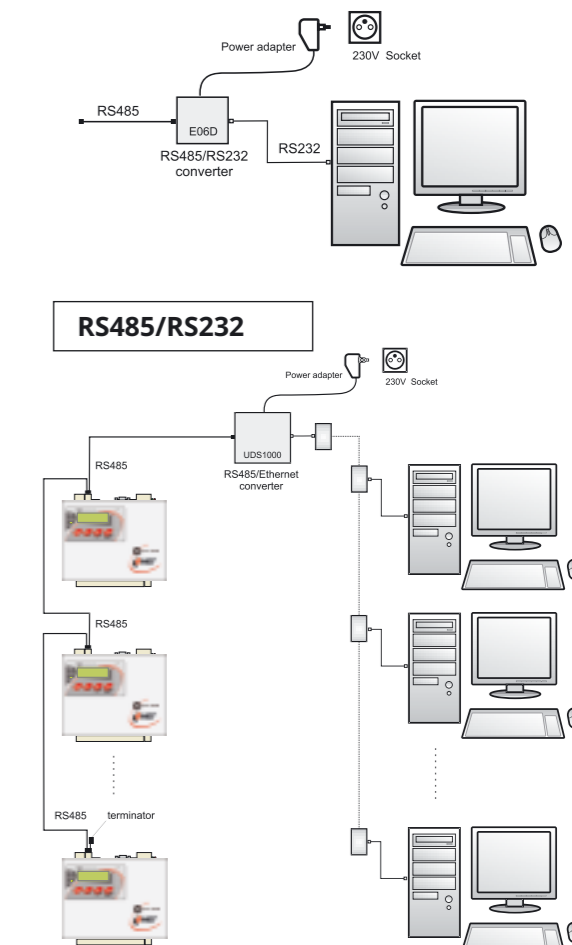 Power adapter
230V Socket
RS485
E06D
RS232
RS485/RS232
converter
RS485/RS232
Power adapter
230V Socket
UDS1000
RS485
RS485/Ethernet
converter
RS485
RS485
terminator